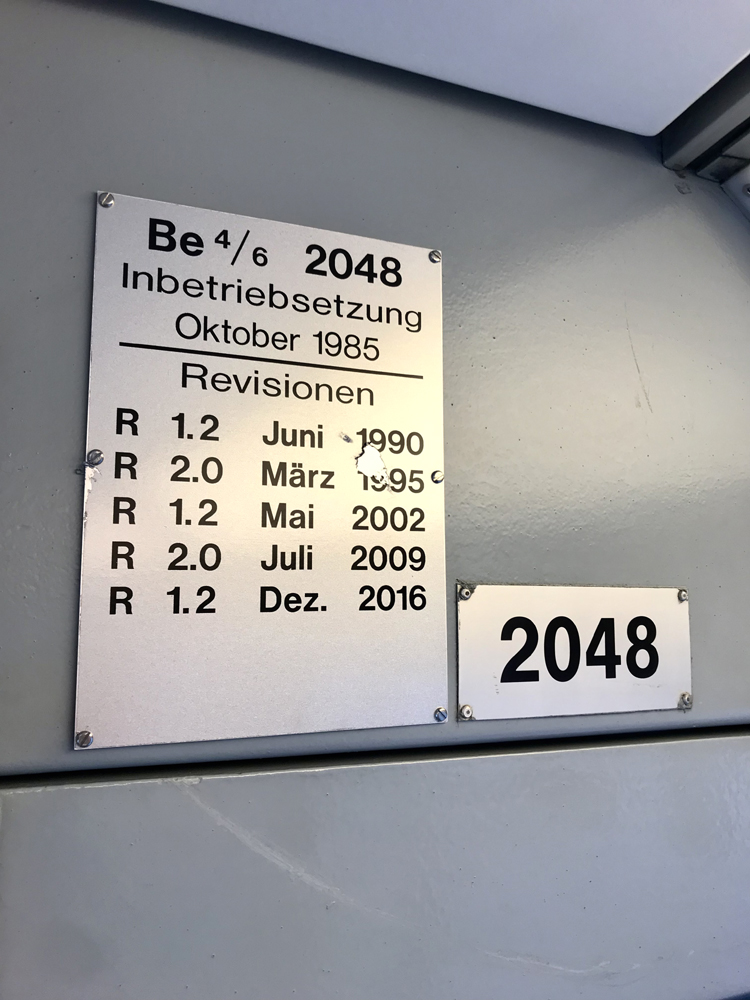 Be 4/6 2048
Inbetriebsetzung
Oktober 1985
Revisionen
R 1.2 Juni 1990
R 2.0 März 1995
R 1.2 Mai 2002
R 2.0 Juli 2009
R 1.2 Dez. 2016
2048